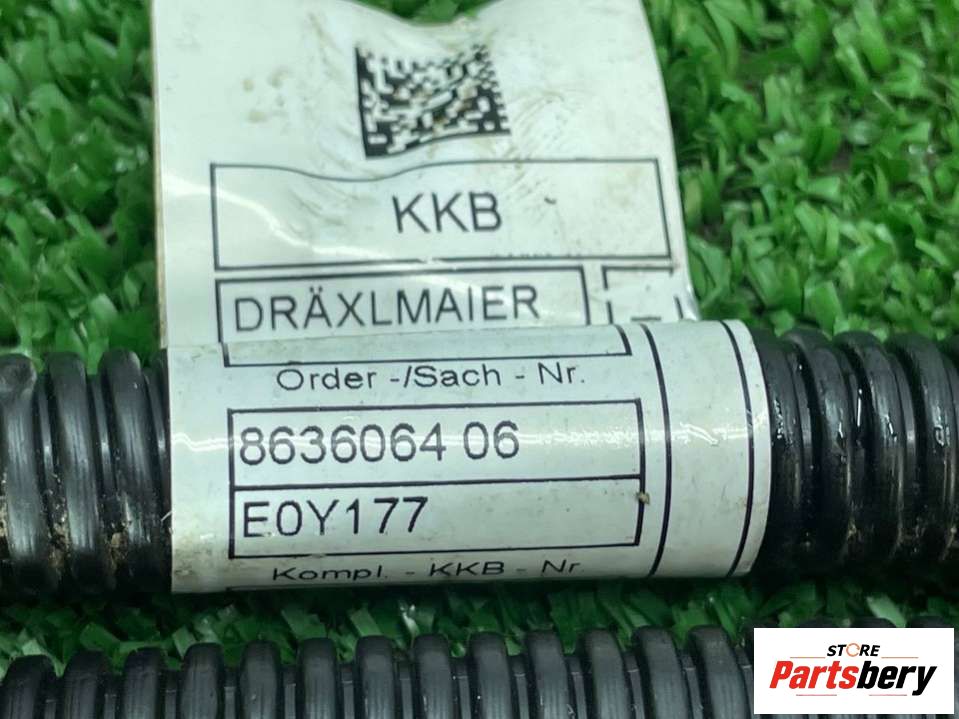 KKB
DRÄXLMAIER
Order -/Sach - Nr.
8636064 06
E0Y177
Kompl. - KKB - Nr
STORE
Partsbery